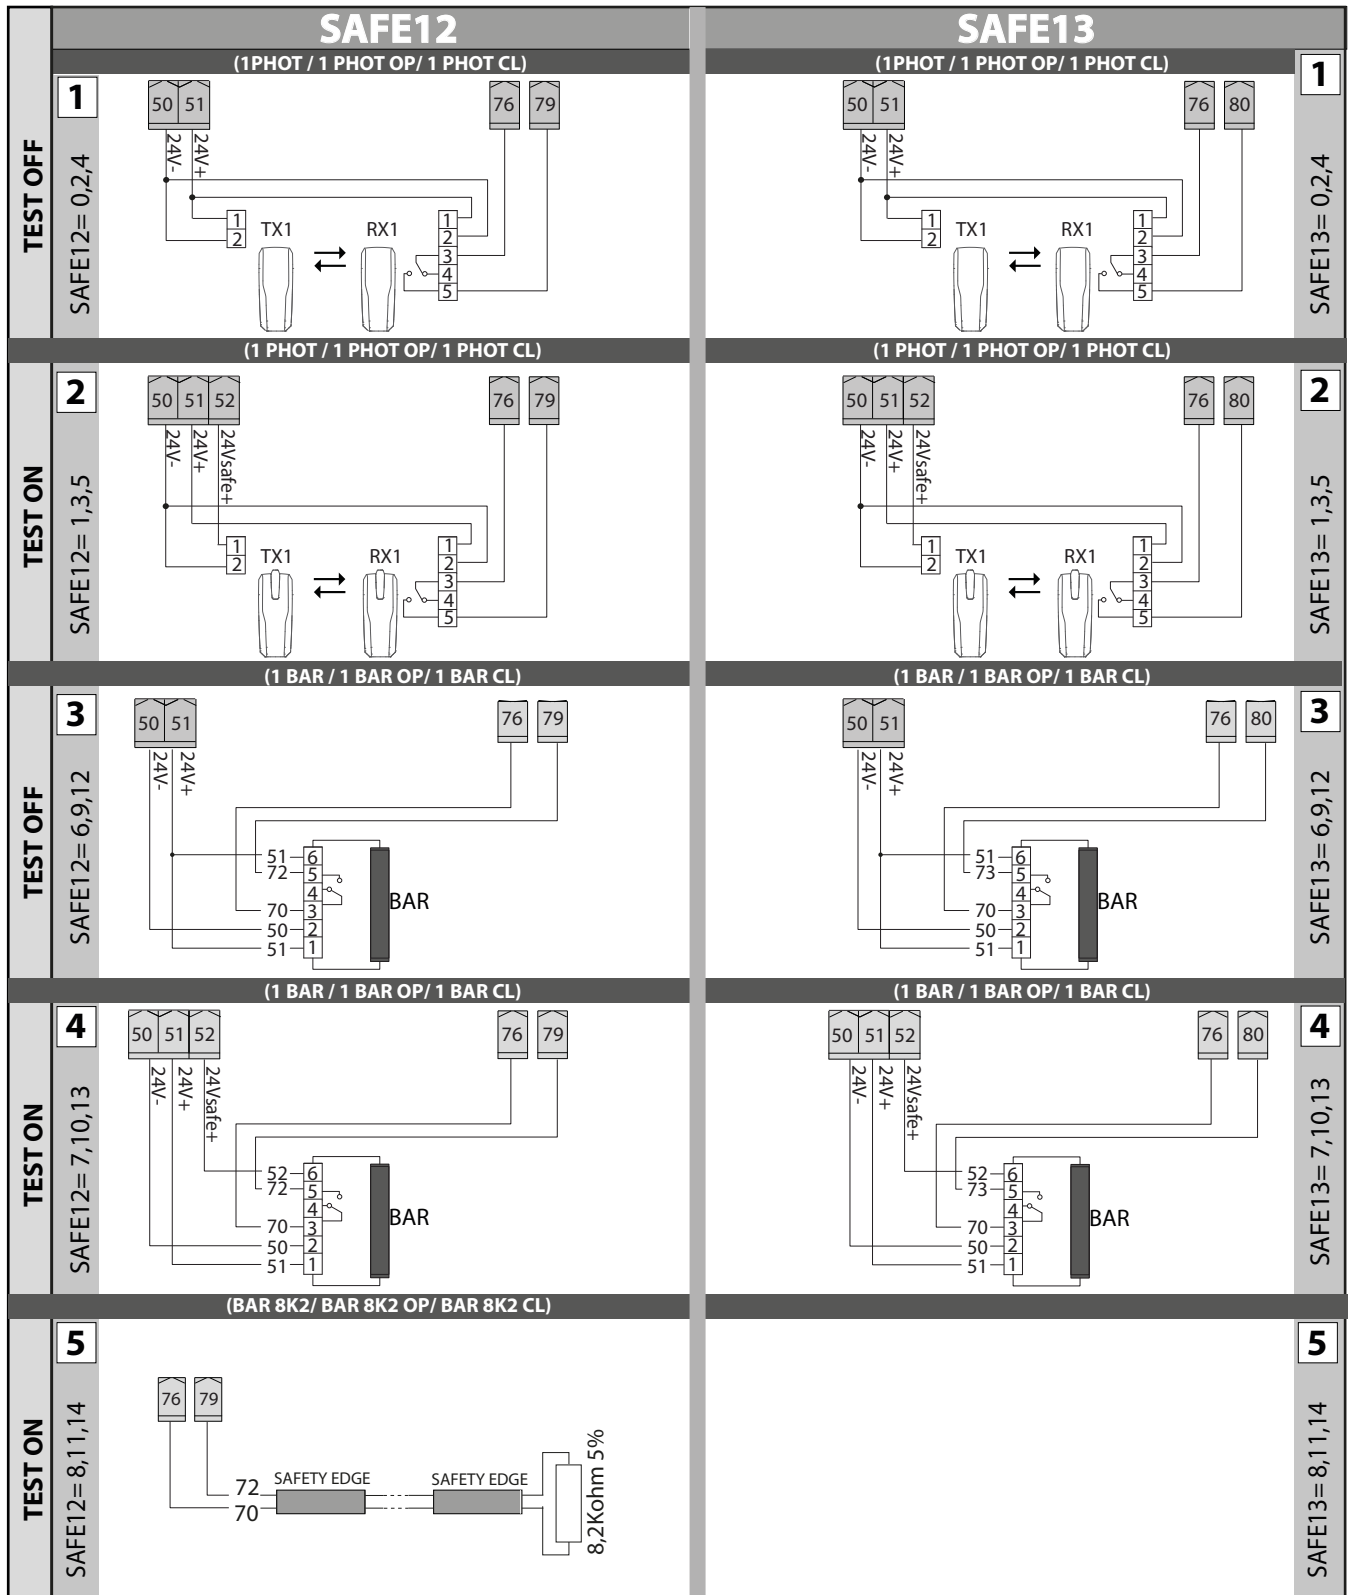 SAFE12
SAFE13
(1PHOT / 1 PHOT OP/ 1 PHOT CL)
(1PHOT / 1 PHOT OP/ 1 PHOT CL)
TEST OFF
1
SAFE12= 0,2,4
50 51 76 79
24V-
24V+
1
2
TX1 RX1
1
2
3
4
5
50 51 76 80
24V-
24V+
1
2
TX1 RX1
1
2
3
4
5
1
SAFE13= 0,2,4
(1 PHOT / 1 PHOT OP/ 1 PHOT CL)
(1 PHOT / 1 PHOT OP/ 1 PHOT CL)
TEST ON
2
SAFE12= 1,3,5
50 51 52 76 79
24V-
24V+
24Vsafe+
1
2
TX1 RX1
1
2
3
4
5
50 51 52 76 80
24V-
24V+
24Vsafe+
1
2
TX1 RX1
1
2
3
4
5
2
SAFE13= 1,3,5
(1 BAR / 1 BAR OP/ 1 BAR CL)
(1 BAR / 1 BAR OP/ 1 BAR CL)
TEST OFF
3
SAFE12= 6,9,12
50 51 76 79
24V-
24V+
51 6
72 5
4
70 3
50 2
51 1
BAR
50 51 76 80
24V-
24V+
51 6
73 5
4
70 3
50 2
51 1
BAR
3
SAFE13= 6,9,12
(1 BAR / 1 BAR OP/ 1 BAR CL)
(1 BAR / 1 BAR OP/ 1 BAR CL)
TEST ON
4
SAFE12= 7,10,13
50 51 52 76 79
24V-
24V+
24Vsafe+
52 6
72 5
4
70 3
50 2
51 1
BAR
50 51 52 76 80
24V-
24V+
24Vsafe+
52 6
73 5
4
70 3
50 2
51 1
BAR
4
SAFE13= 7,10,13
(BAR 8K2/ BAR 8K2 OP/ BAR 8K2 CL)
TEST ON
5
SAFE12= 8,11,14
76 79
72
70
SAFETY EDGE
SAFETY EDGE
8,2Kohm 5%
5
SAFE13= 8,11,14